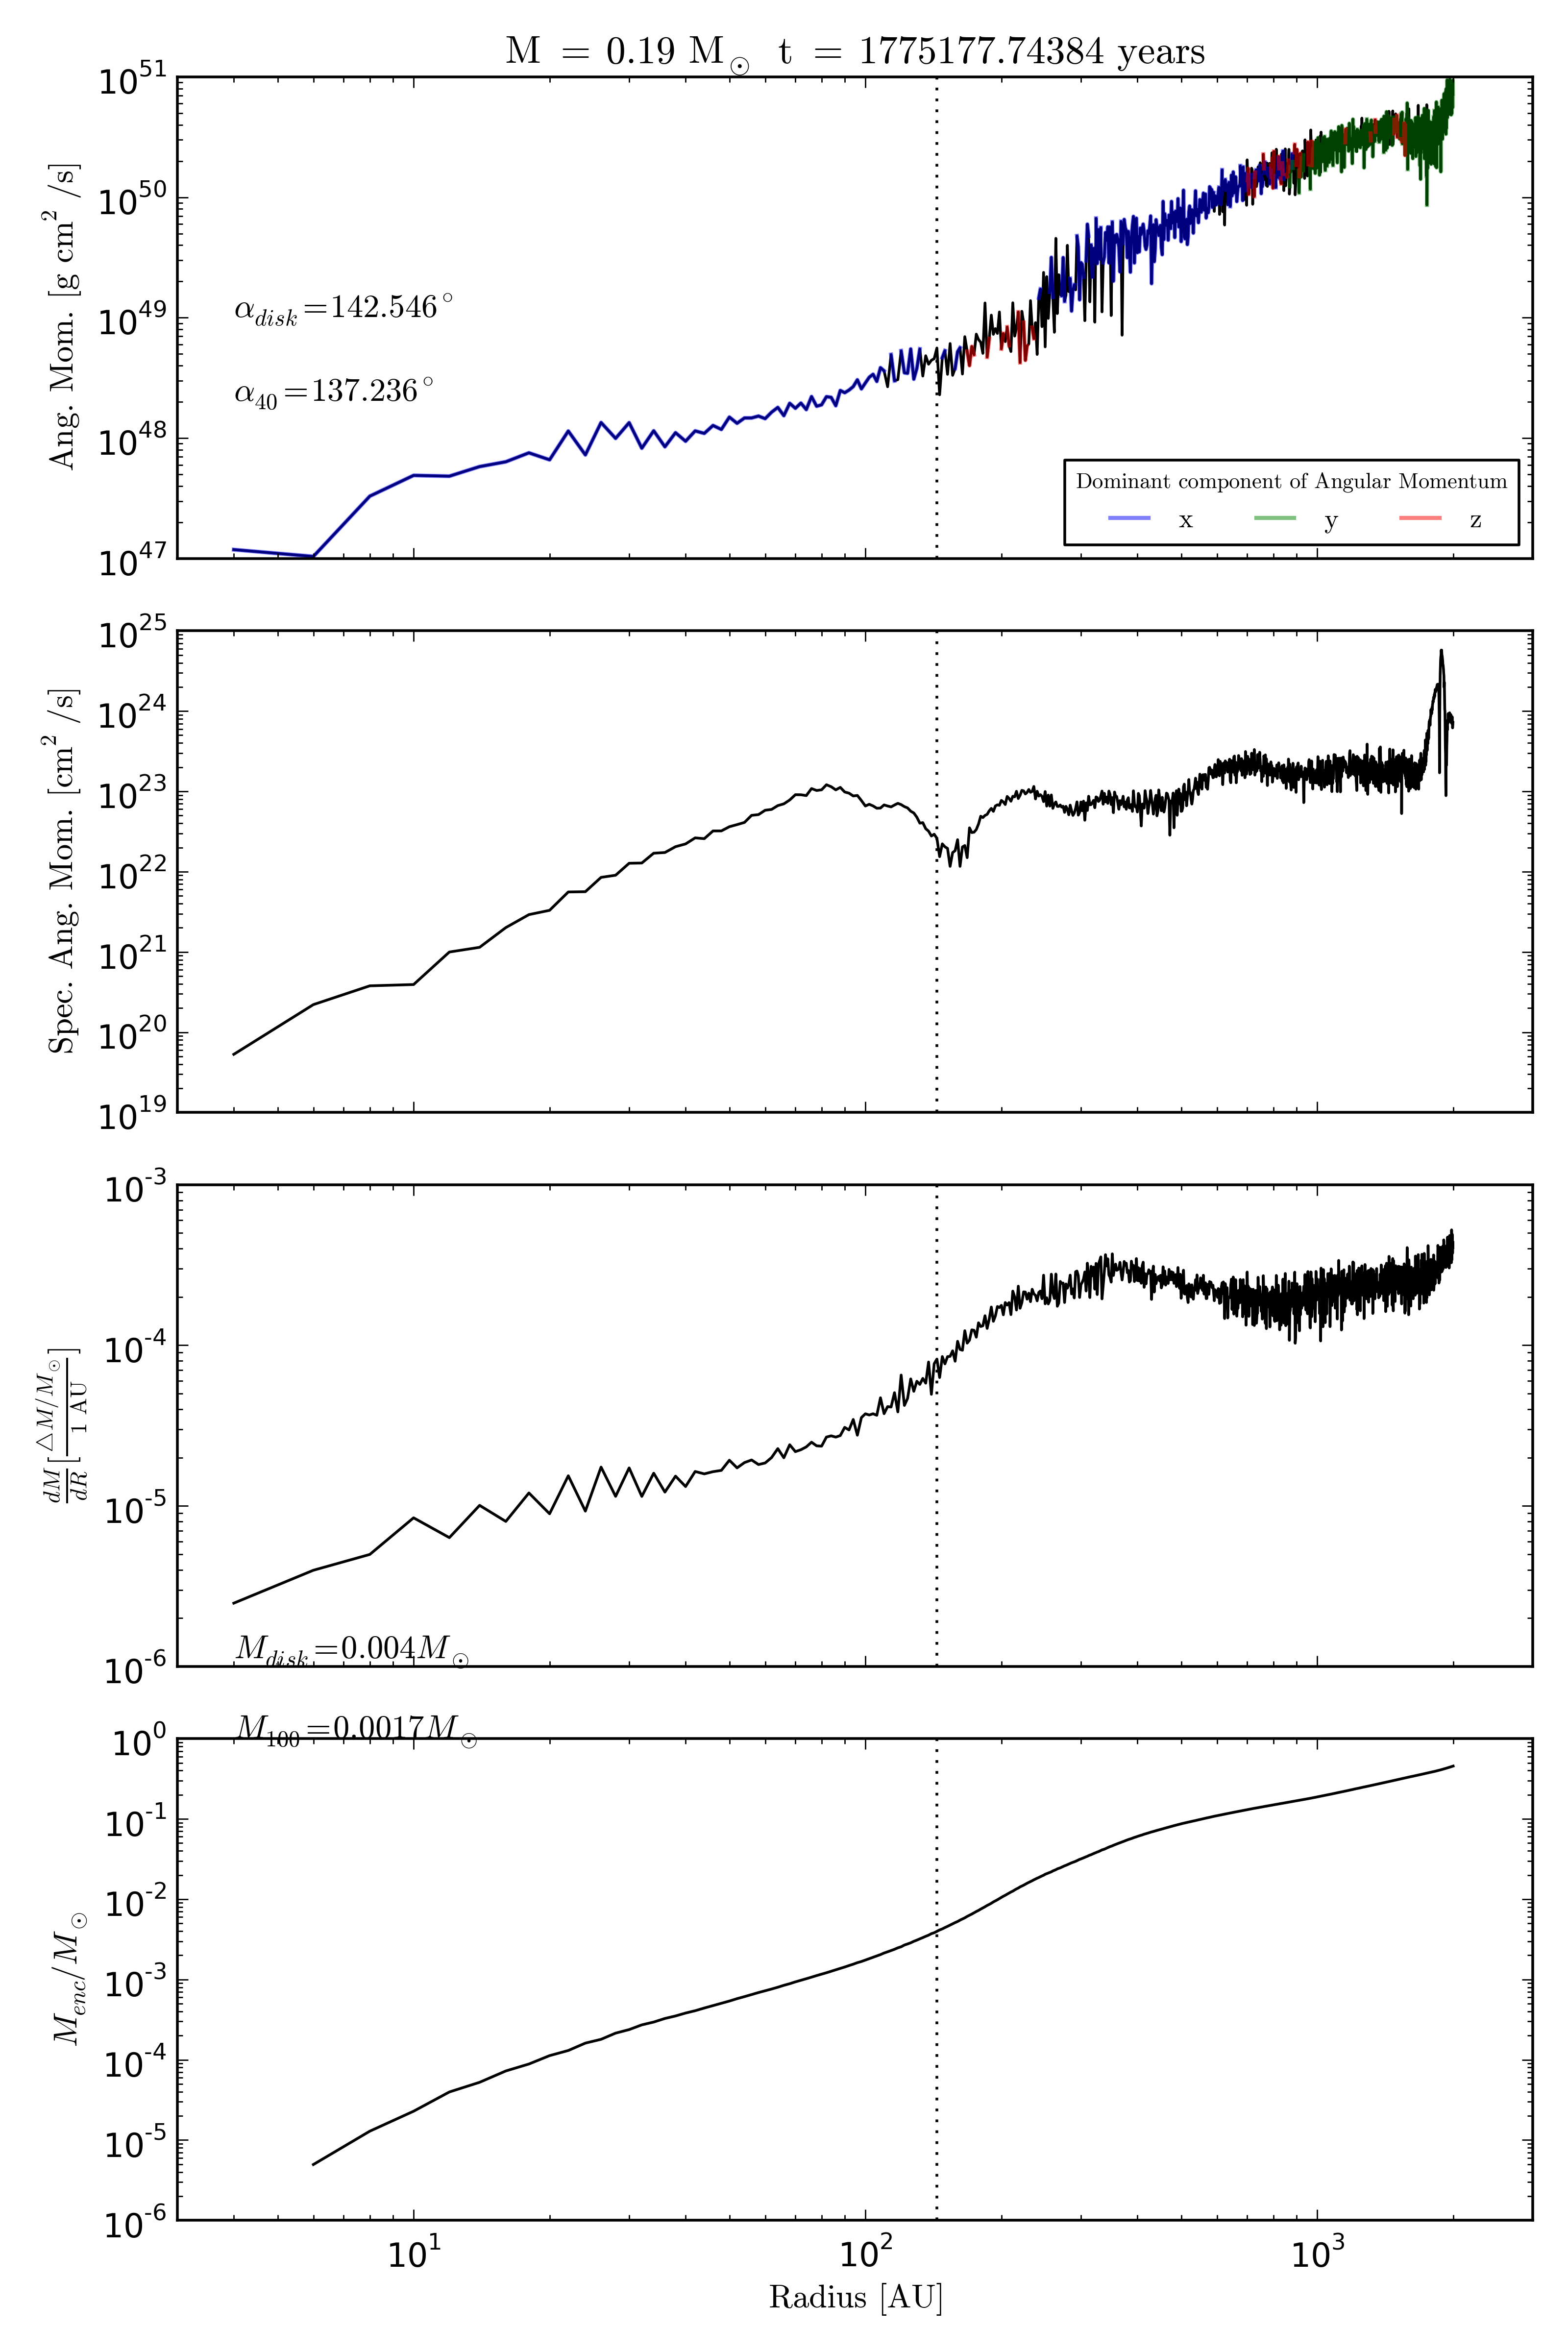 M = 0.19 M⊙ t = 1775177.74384 years
10^51
10^50
10^49
10^48
10^47
Ang. Mom. [g cm^2 /s]
α_disk=142.546°
α_40=137.236°
Dominant component of Angular Momentum
x y z
10^25
10^24
10^23
10^22
10^21
10^20
10^19
Spec. Ang. Mom. [cm^2 /s]
10^-3
10^-4
10^-5
10^-6
dM/dR [△M/M⊙ / 1 AU]
M_disk=0.004M⊙
M_100=0.0017M⊙
10^0
10^-1
10^-2
10^-3
10^-4
10^-5
10^-6
M_enc/M⊙
10^1 10^2 10^3
Radius [AU]